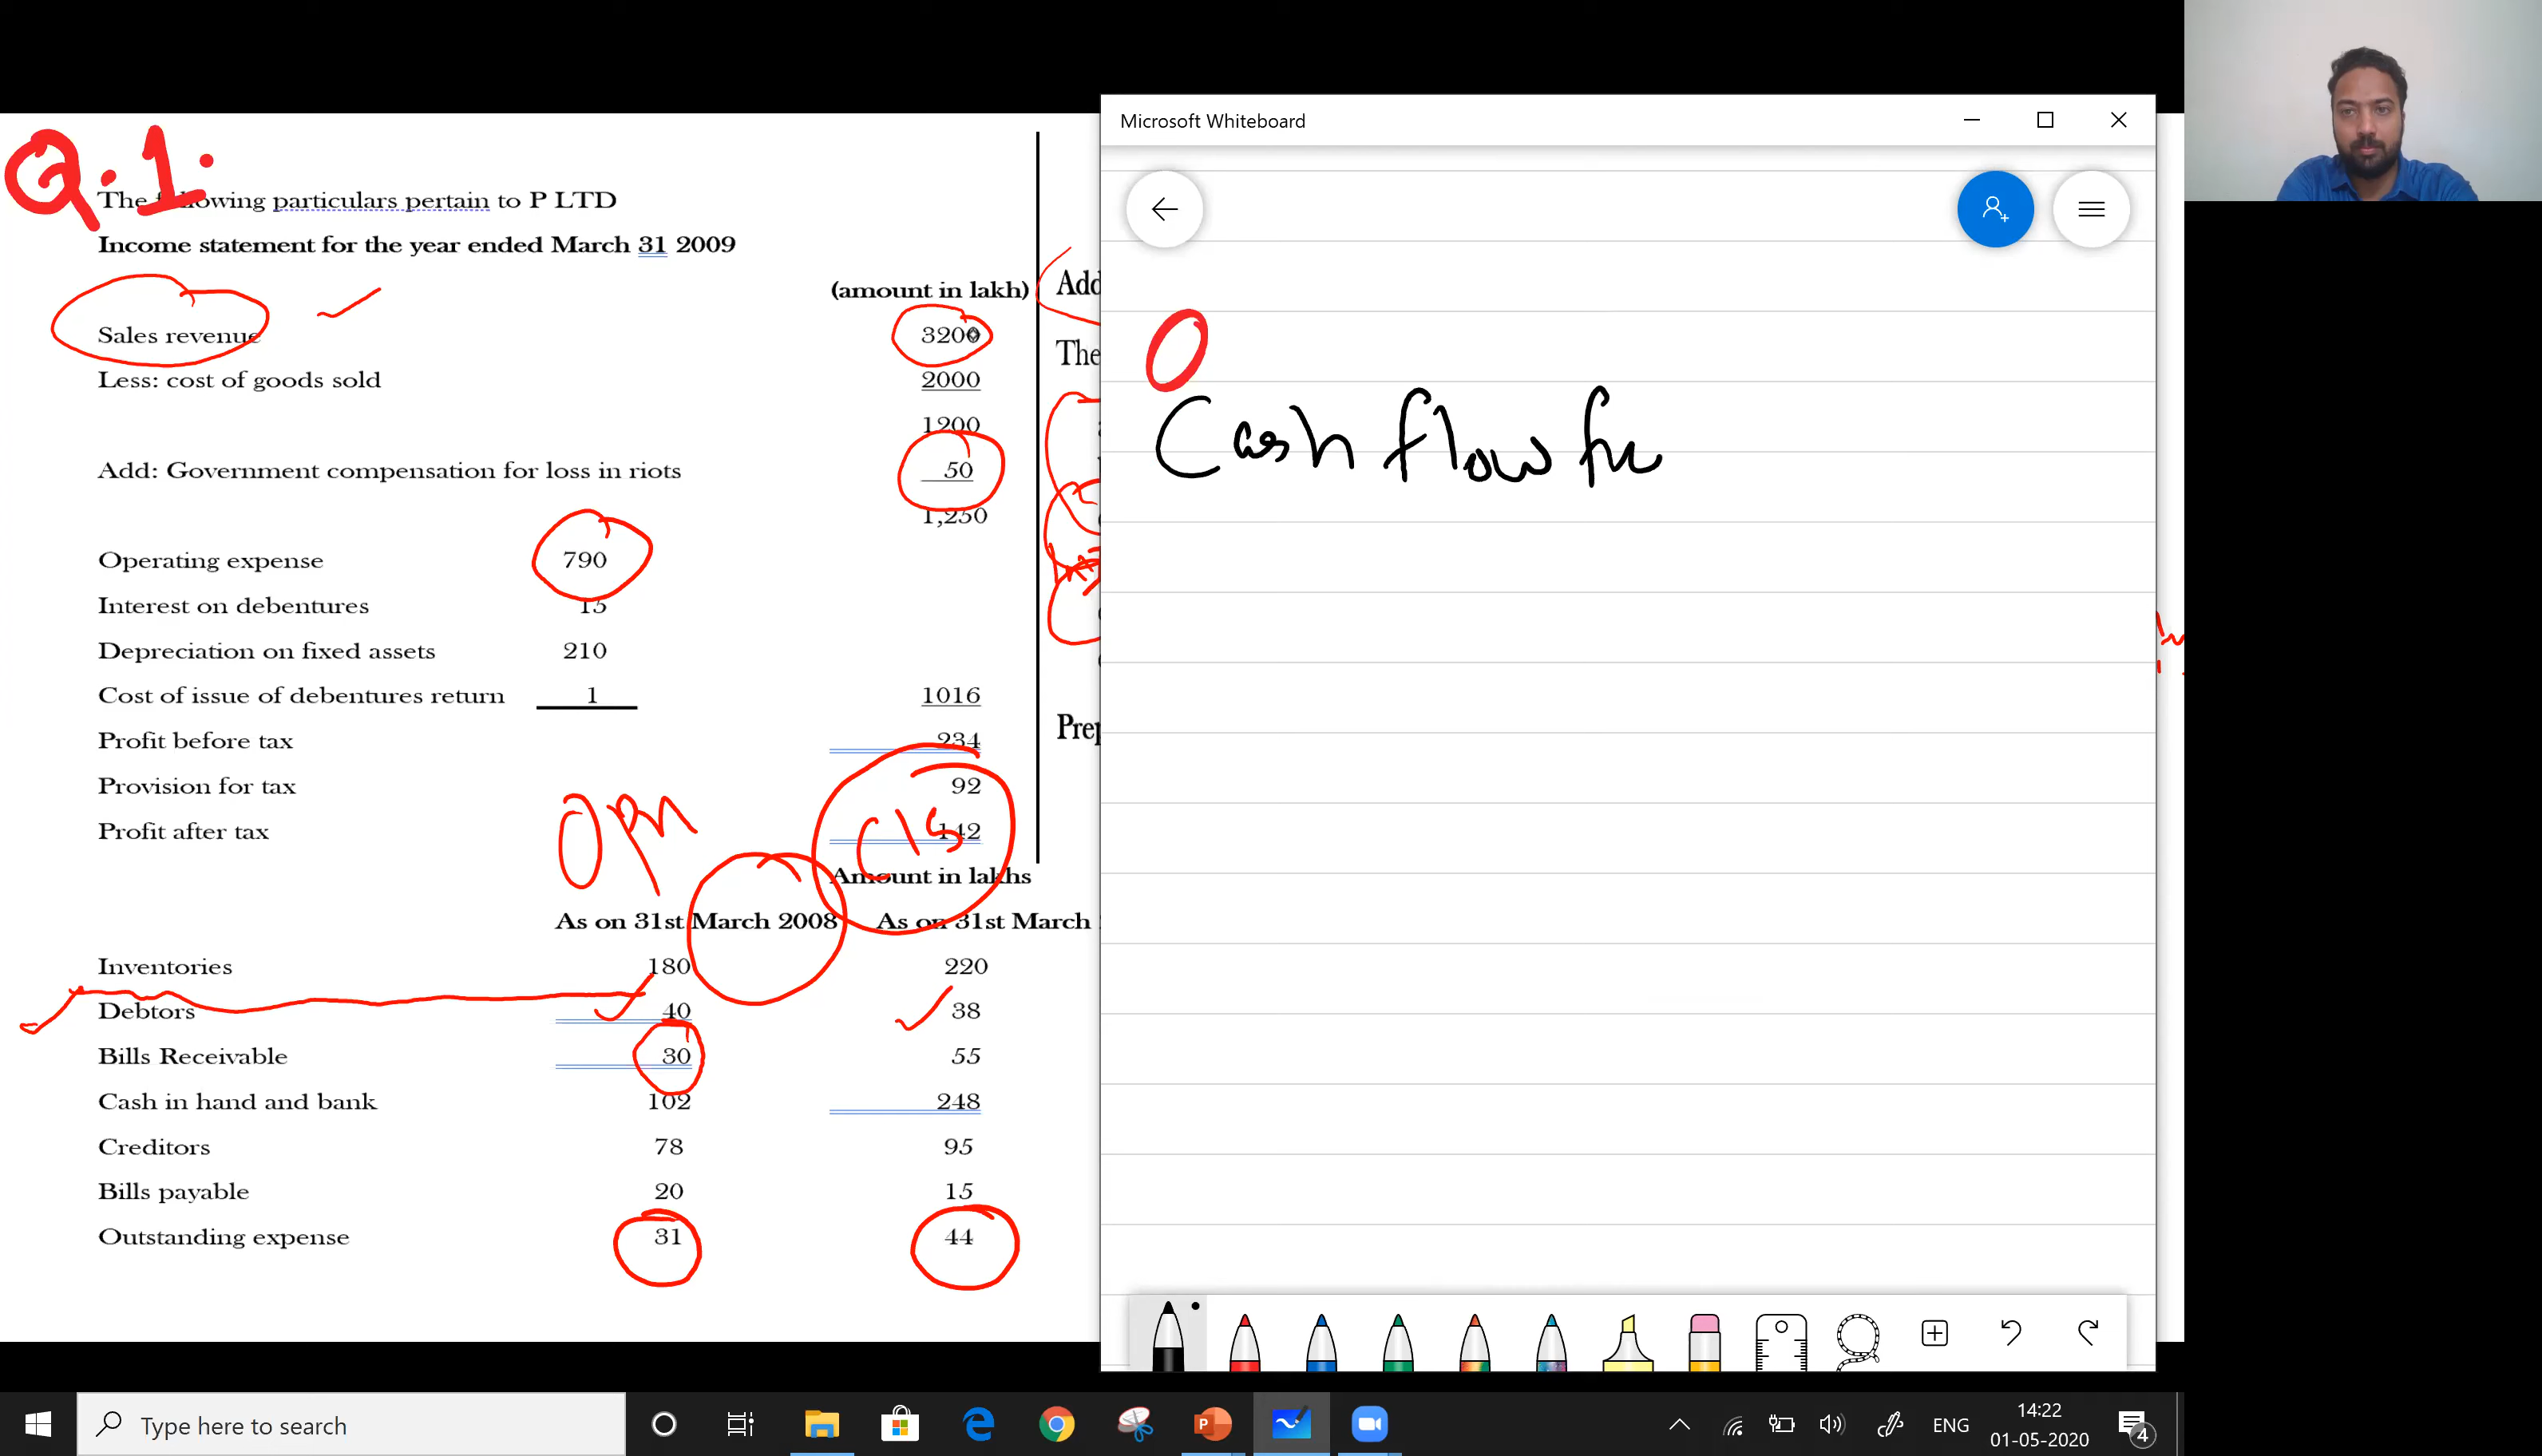 Q.1.
The following particulars pertain to P LTD
Income statement for the year ended March 31 2009
(amount in lakh)
Sales revenue 3200
Less: cost of goods sold 2000
1200
Add: Government compensation for loss in riots 50
1,250
Operating expense 790
Interest on debentures 15
Depreciation on fixed assets 210
Cost of issue of debentures return 1 1016
Profit before tax 234
Provision for tax 92
Profit after tax 142
Opn Cls
Amount in lakhs
As on 31st March 2008 As on 31st March
Inventories 180 220
Debtors 40 38
Bills Receivable 30 55
Cash in hand and bank 102 248
Creditors 78 95
Bills payable 20 15
Outstanding expense 31 44
Add
The
Prep
Microsoft Whiteboard
Cash flow
Type here to search
ENG
14:22
01-05-2020
4